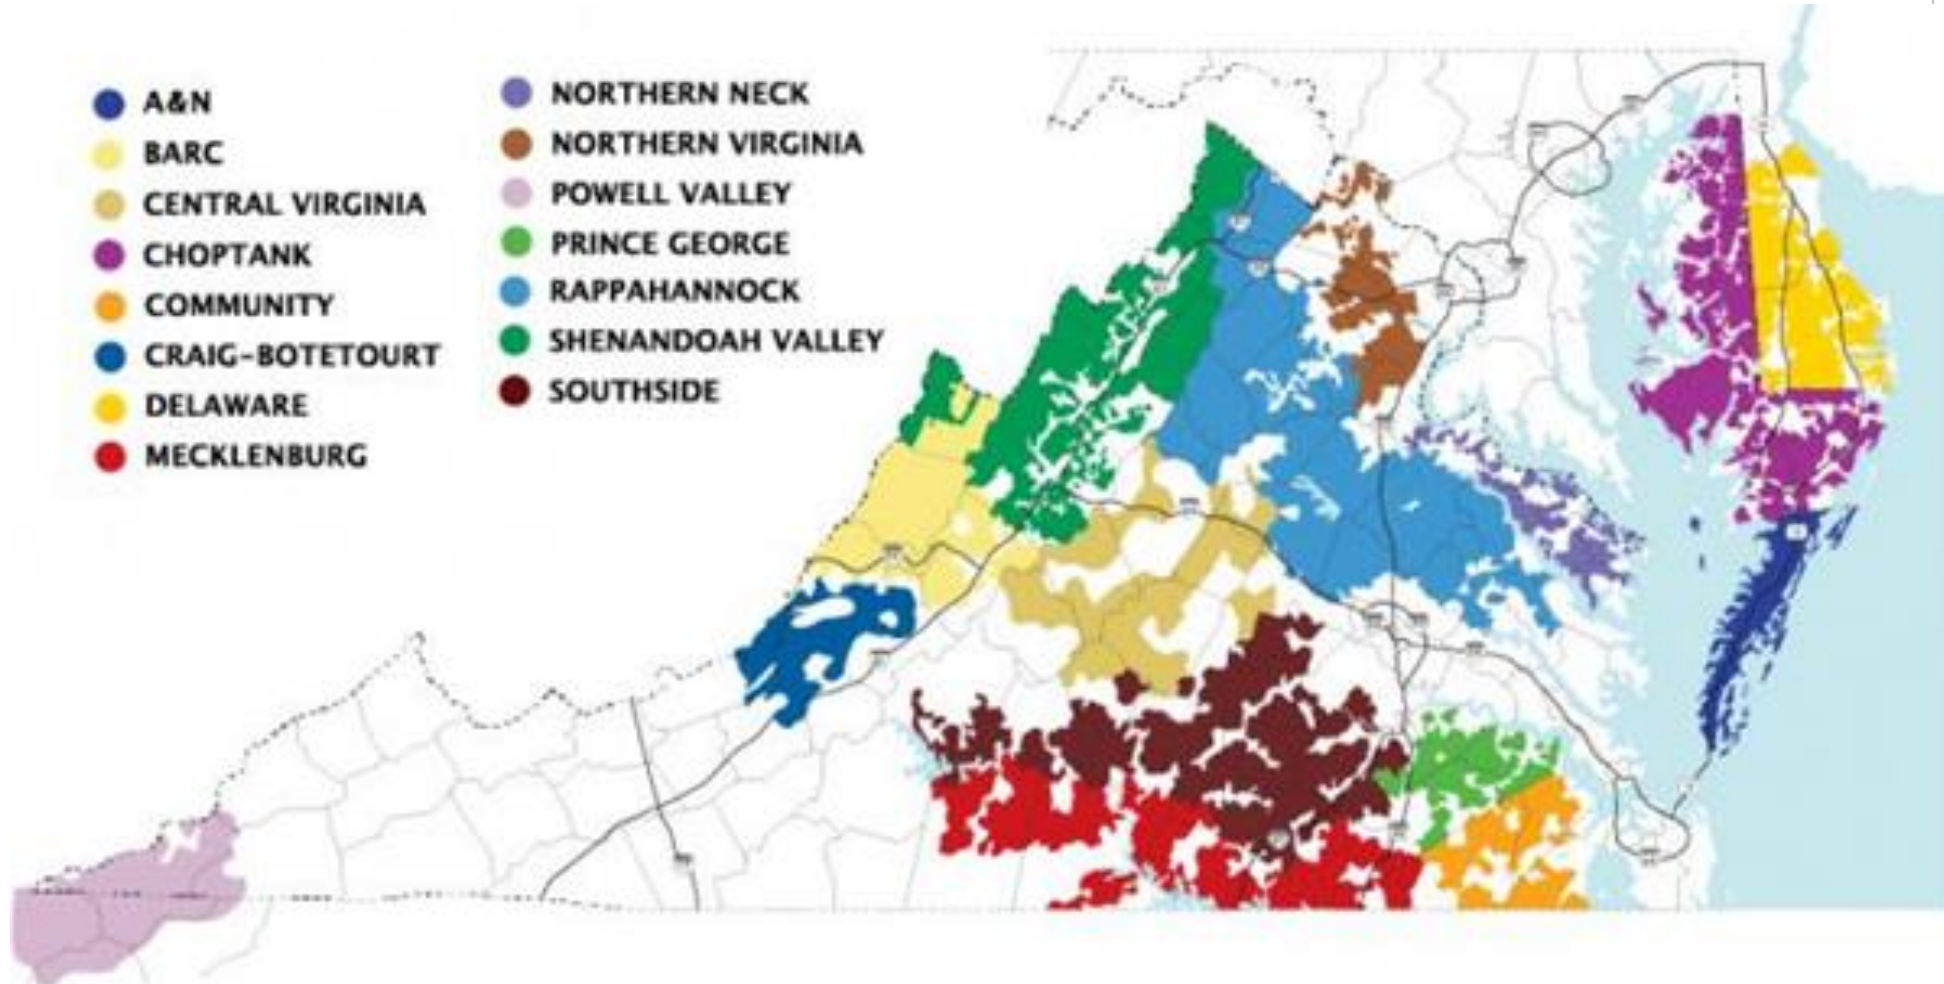 A&N
BARC
CENTRAL VIRGINIA
CHOPTANK
COMMUNITY
CRAIG-BOTETOURT
DELAWARE
MECKLENBURG
NORTHERN NECK
NORTHERN VIRGINIA
POWELL VALLEY
PRINCE GEORGE
RAPPAHANNOCK
SHENANDOAH VALLEY
SOUTHSIDE